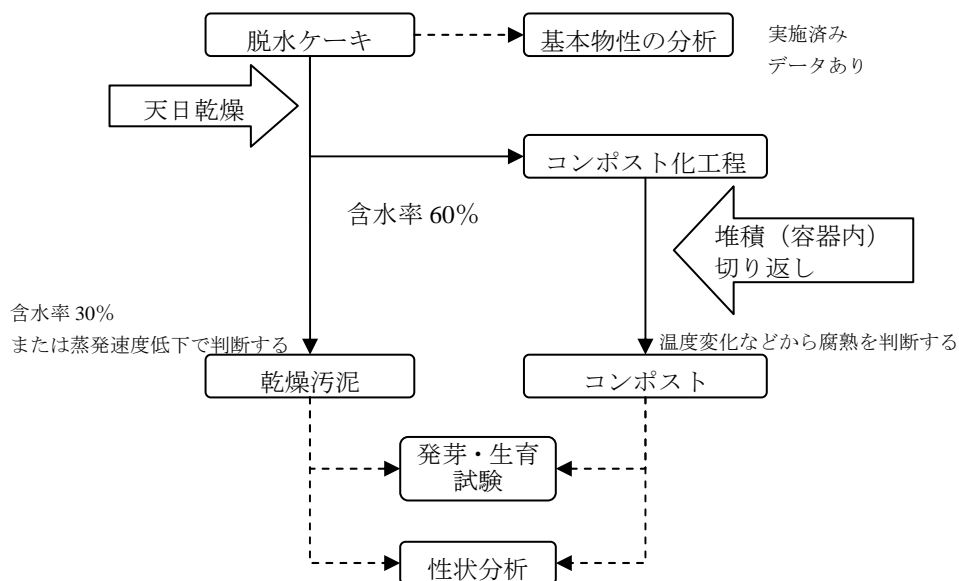 脱水ケーキ
基本物性の分析
実施済み
データあり
天日乾燥
コンポスト化工程
含水率 60%
堆積（容器内）
切り返し
含水率 30%
または蒸発速度低下で判断する
温度変化などから腐熟を判断する
乾燥汚泥
コンポスト
発芽・生育
試験
性状分析